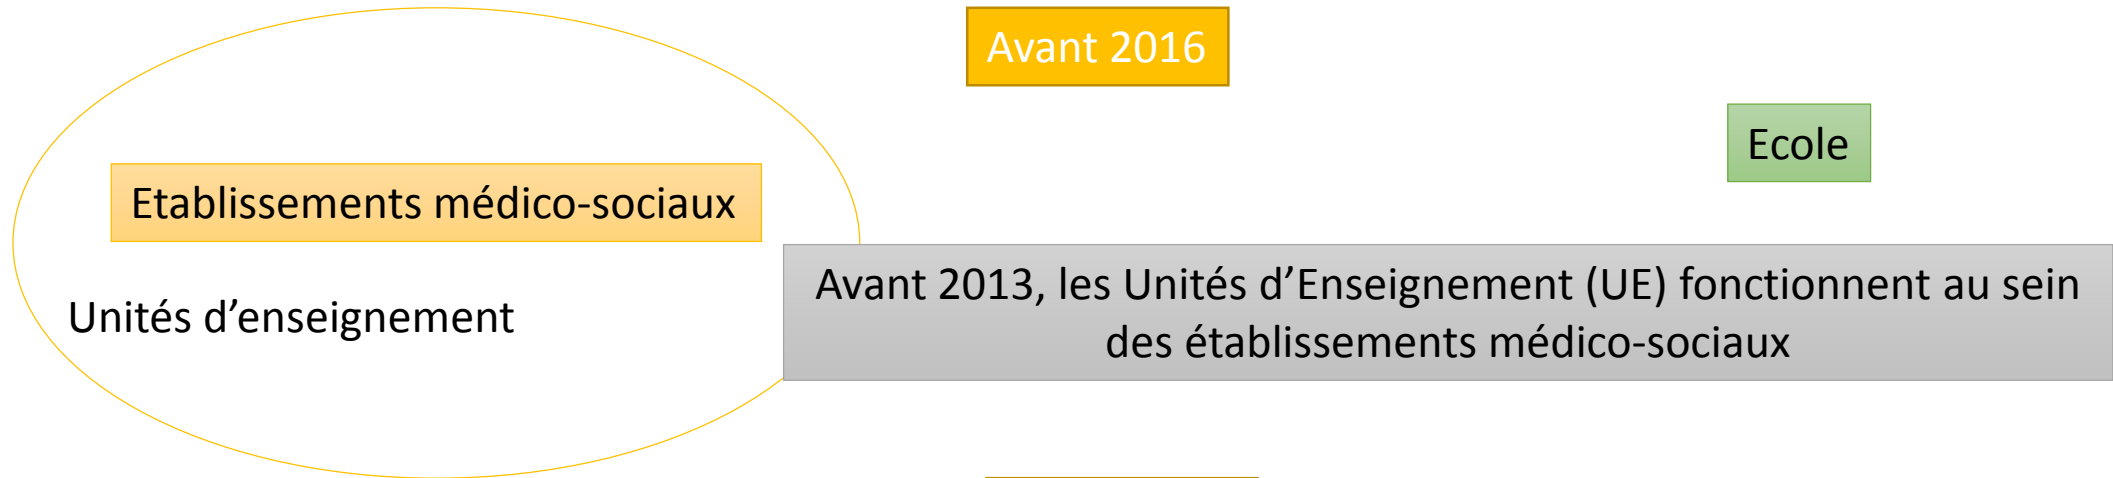 Avant 2016
Ecole
Etablissements médico-sociaux
Avant 2013, les Unités d’Enseignement (UE) fonctionnent au sein
des établissements médico-sociaux
Unités d’enseignement